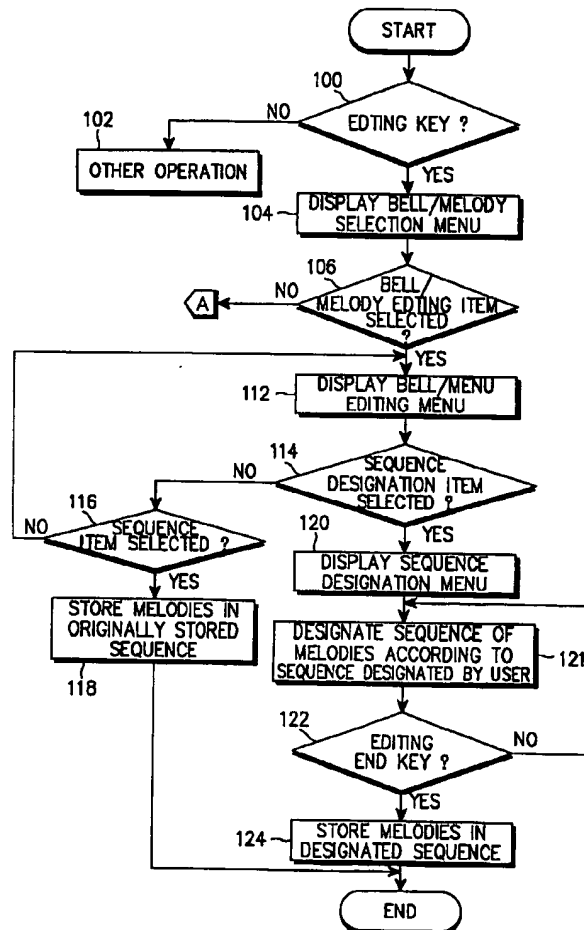 START
100
EDTING KEY ?
NO
102
OTHER OPERATION
YES
104
DISPLAY BELL/MELODY
SELECTION MENU
106
BELL/
MELODY EDTING ITEM
SELECTED
?
NO
A
YES
112
DISPLAY BELL/MENU
EDITING MENU
114
SEQUENCE
DESIGNATION ITEM
SELECTED ?
NO
116
SEQUENCE
ITEM SELECTED ?
NO
YES
YES
120
DISPLAY SEQUENCE
DESIGNATION MENU
STORE MELODIES IN
ORIGINALLY STORED
SEQUENCE
118
DESIGNATE SEQUENCE OF
MELODIES ACCORDING TO
SEQUENCE DESIGNATED BY USER
121
122
EDITING
END KEY ?
NO
YES
124
STORE MELODIES IN
DESIGNATED SEQUENCE
END